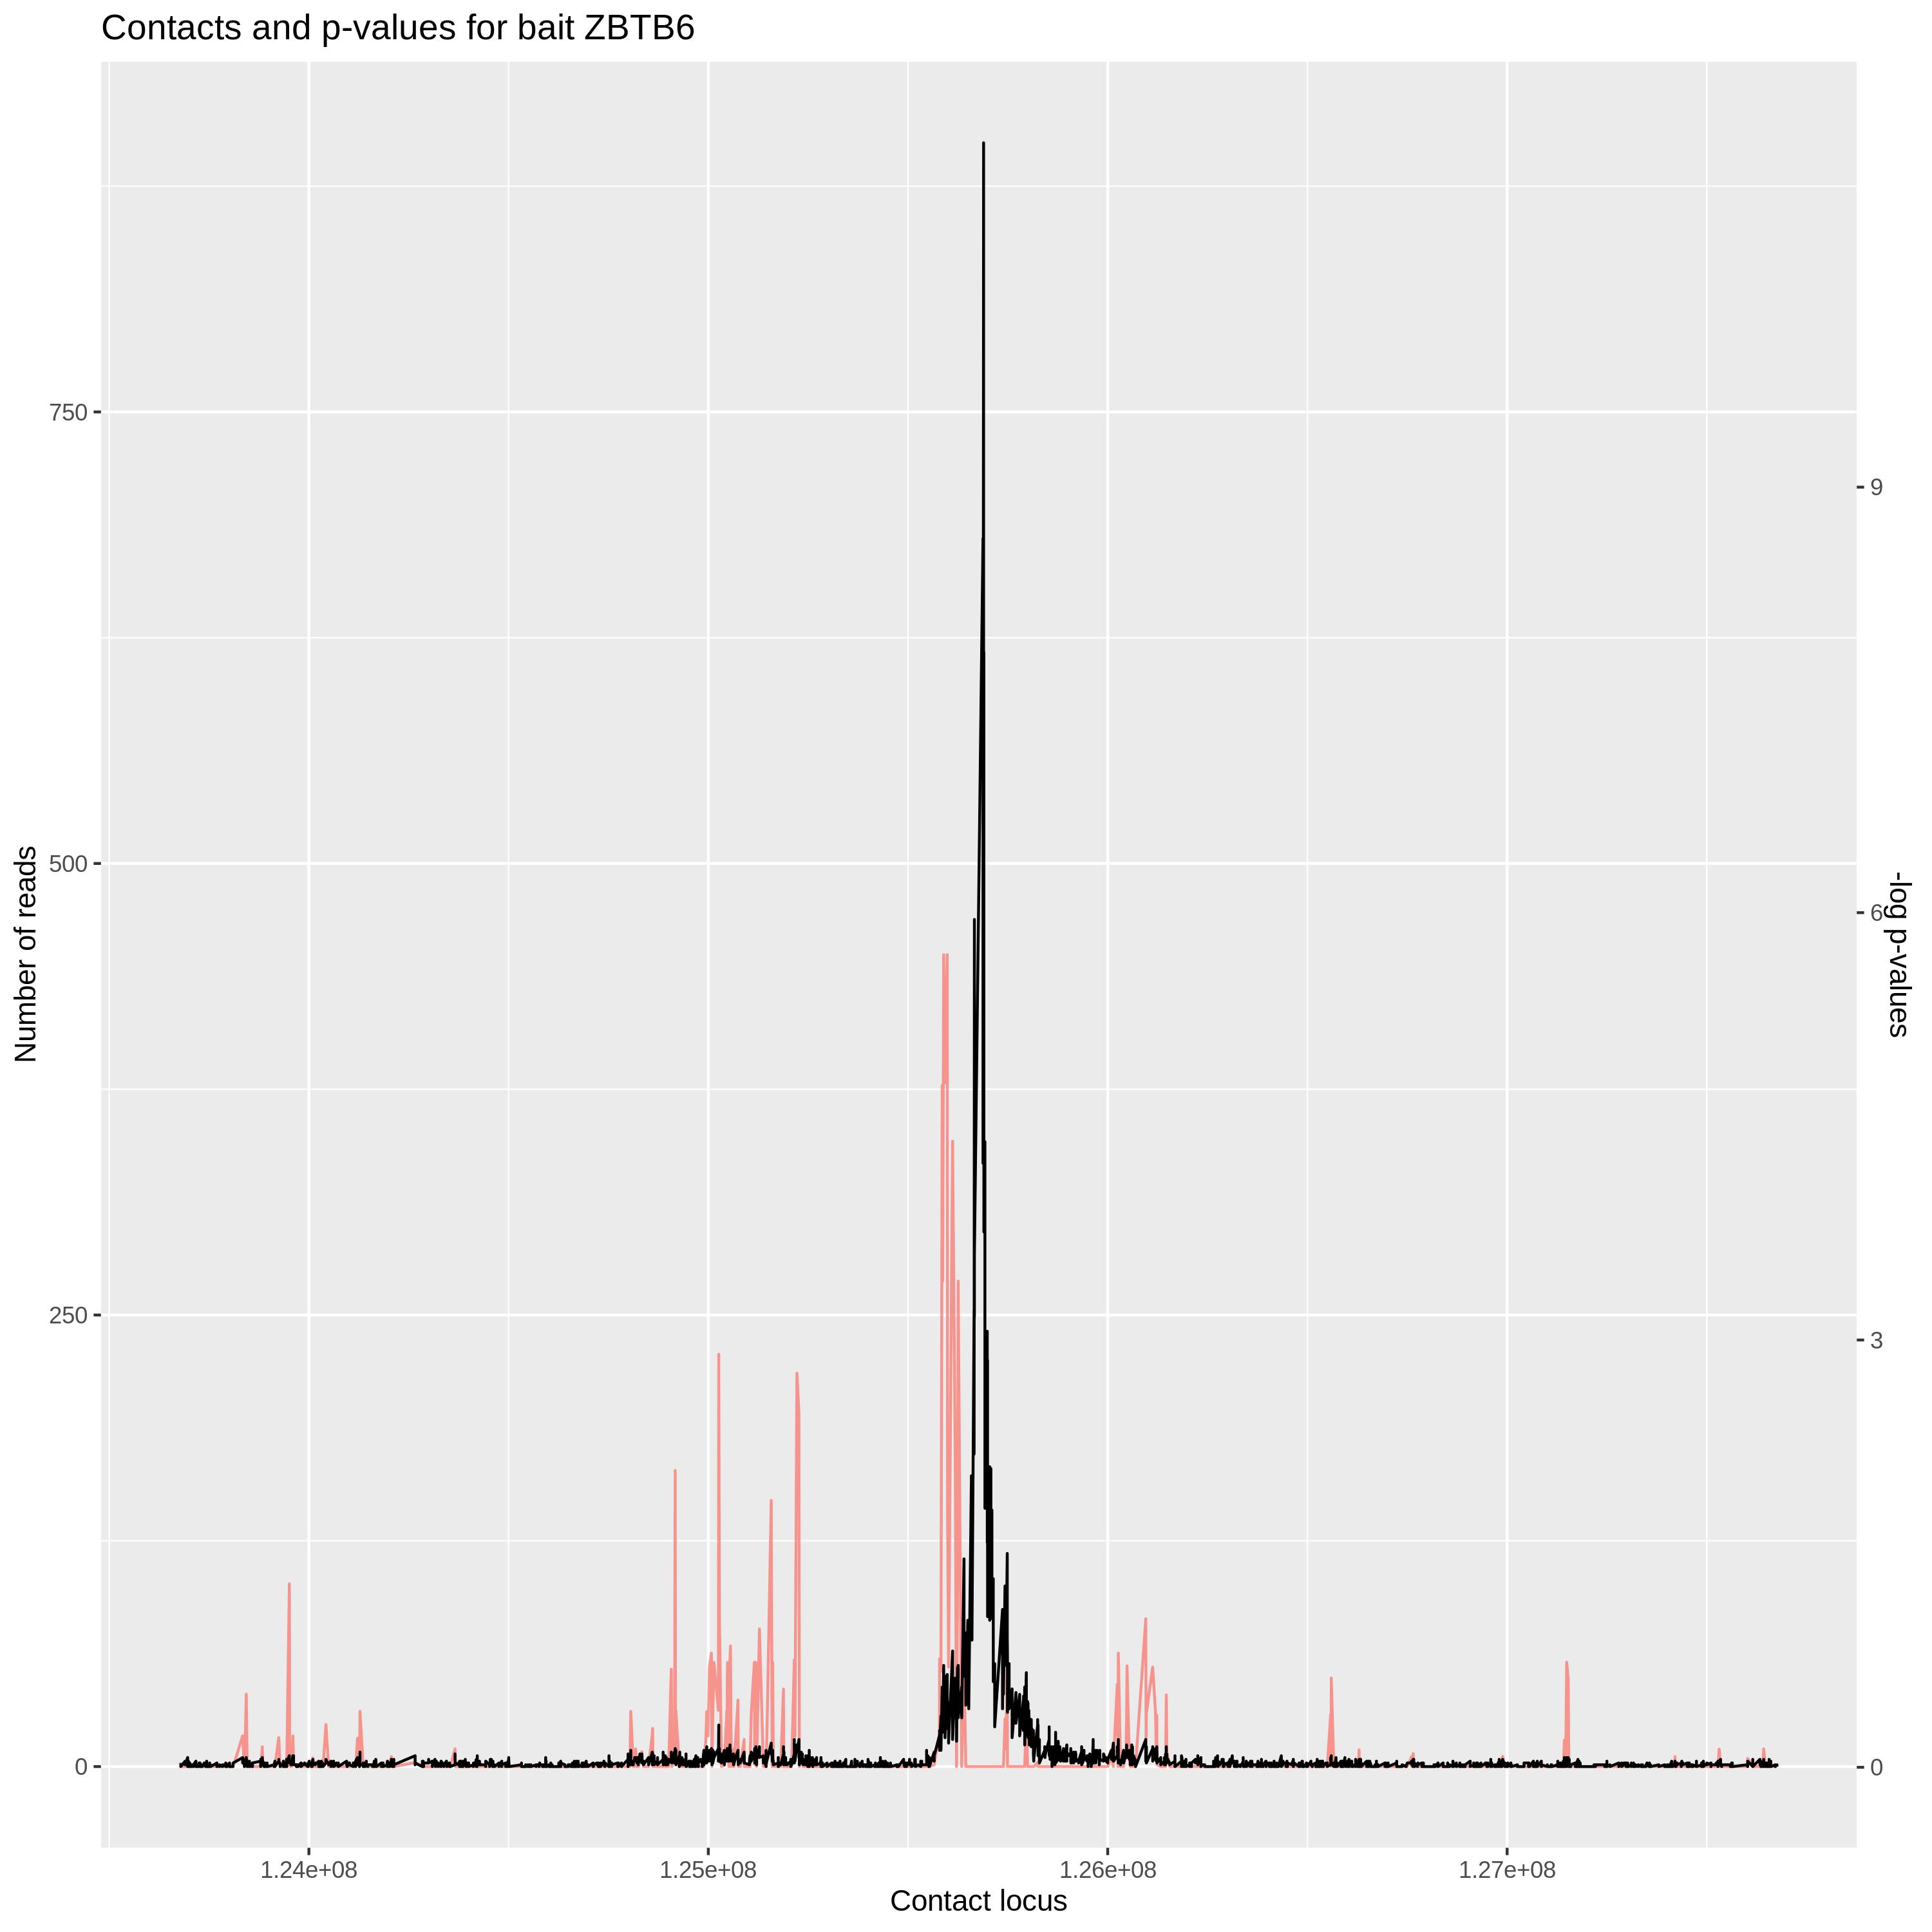 Contacts and p-values for bait ZBTB6
Number of reads
750
500
250
0
9
6
3
0
-log p-values
1.24e+08
1.25e+08
1.26e+08
1.27e+08
Contact locus